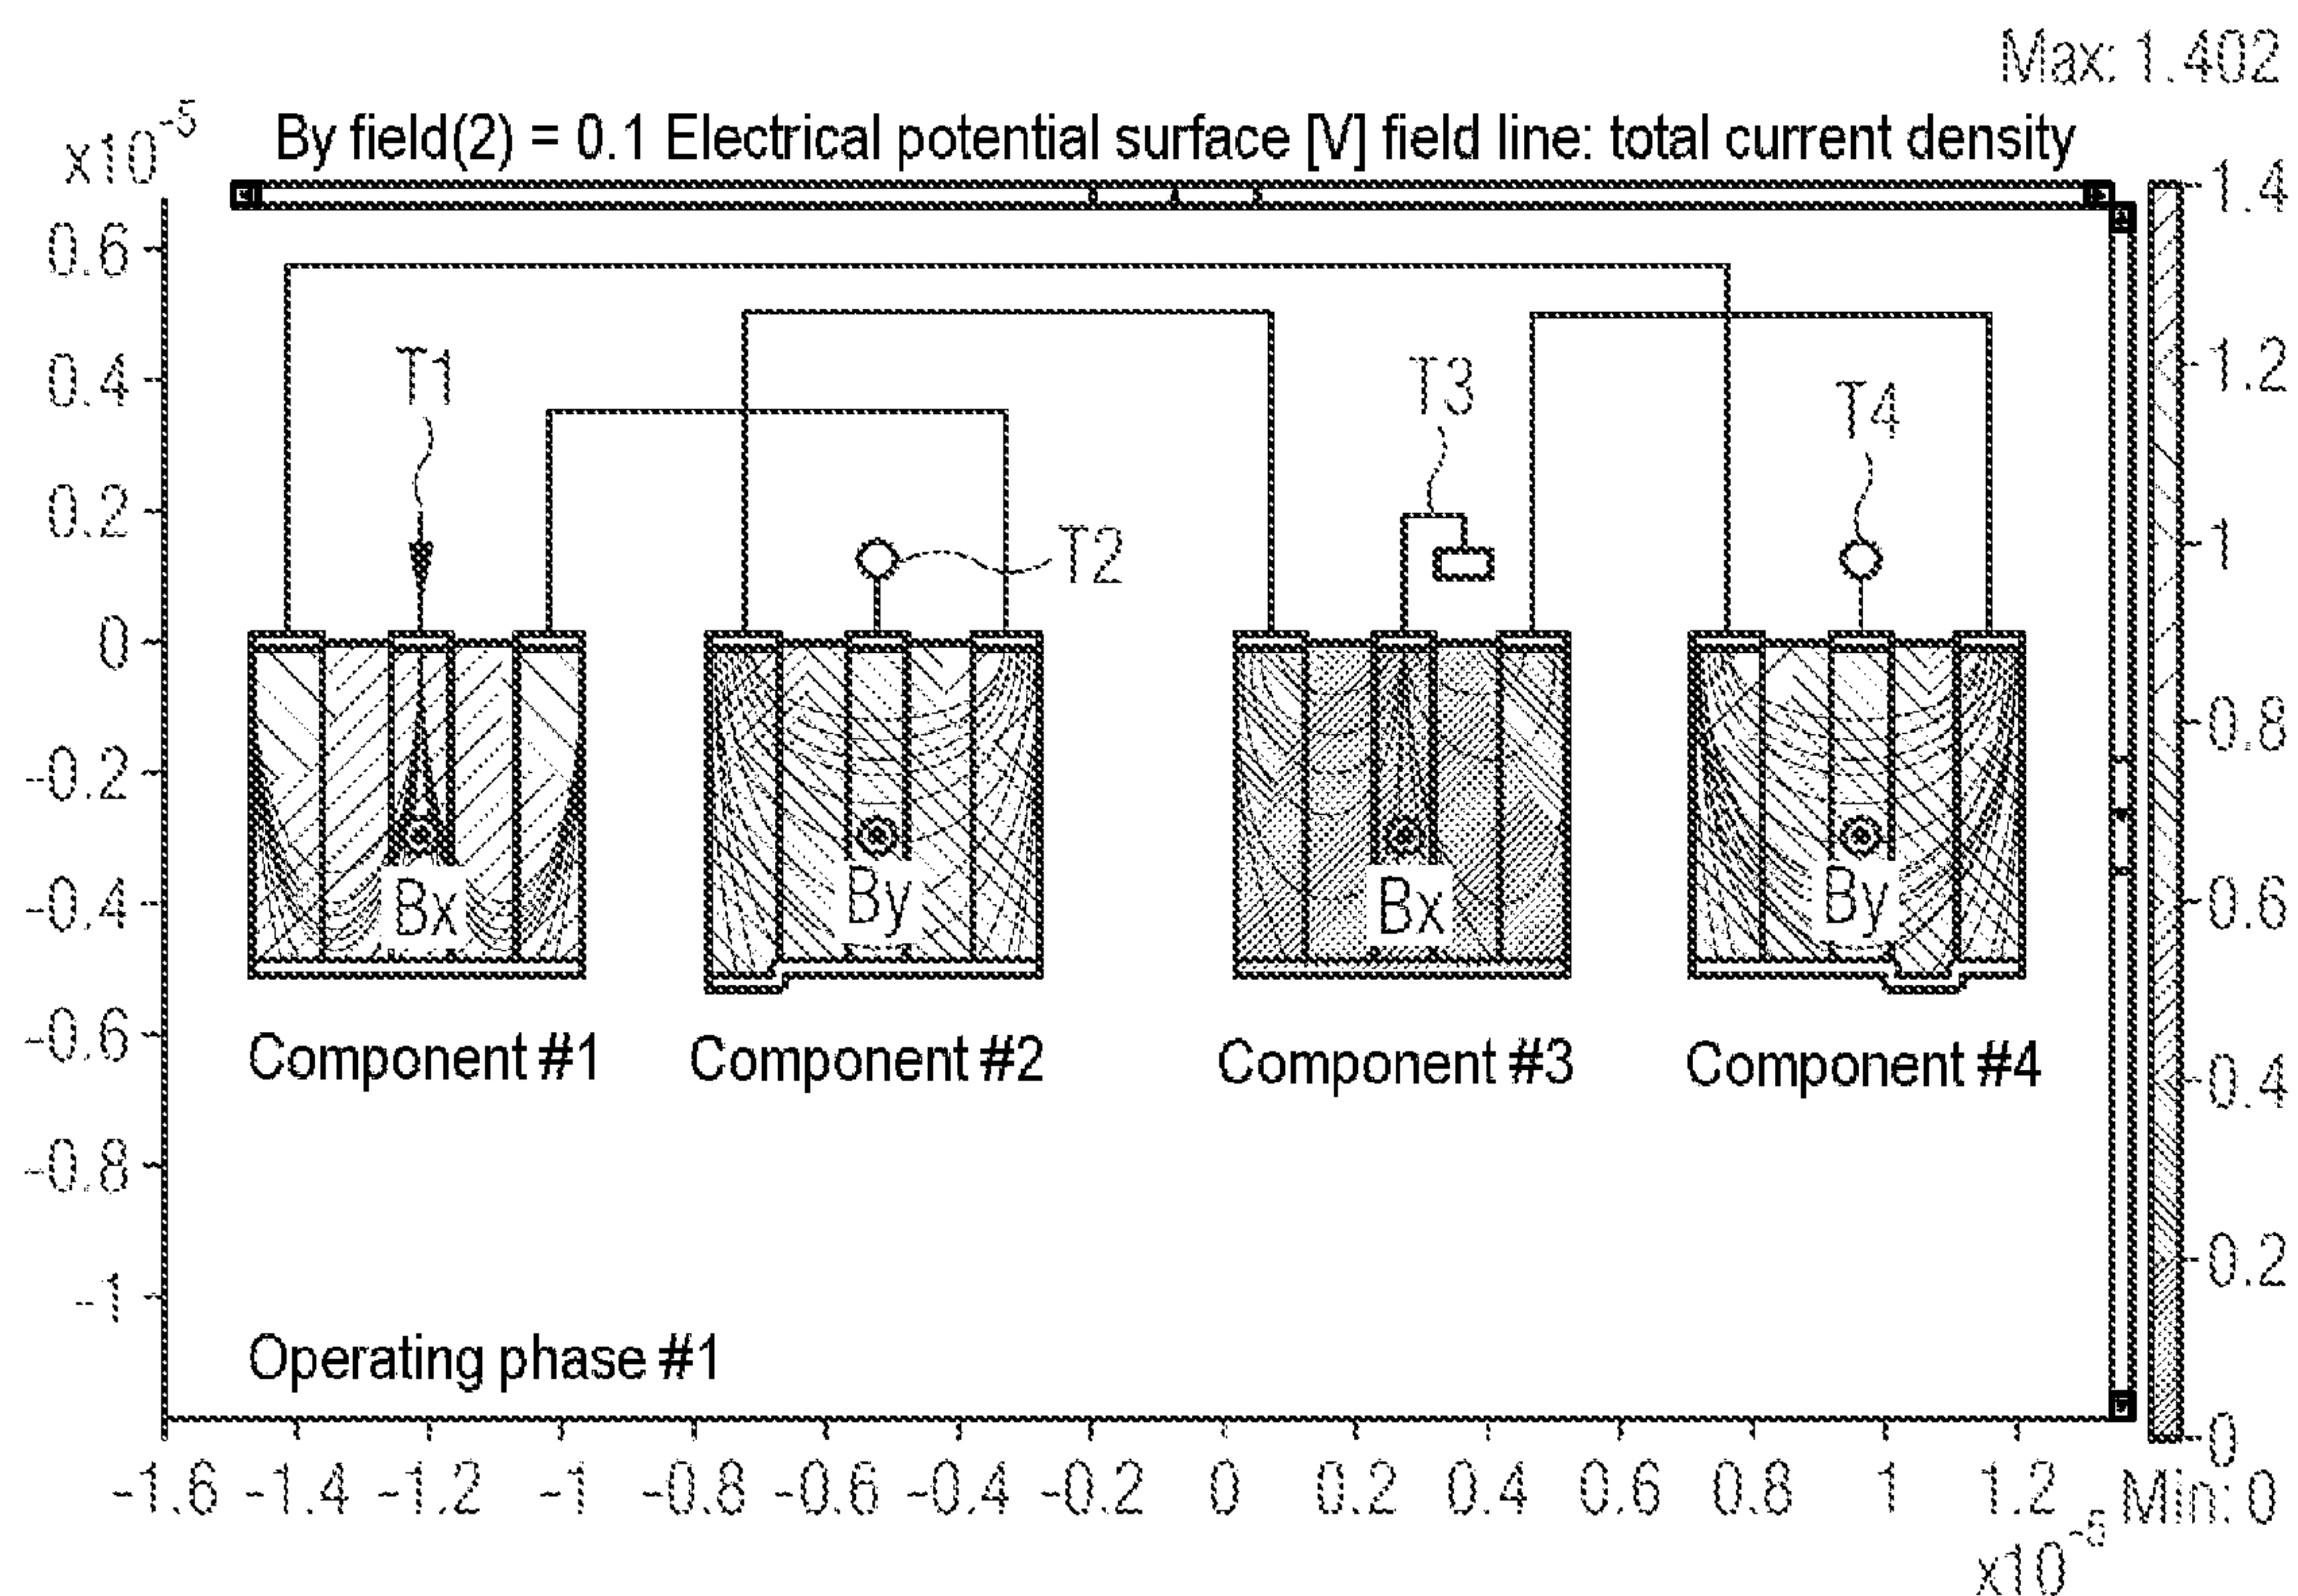 Max: 1.402
x10^-5
By field(2) = 0.1 Electrical potential surface [V] field line: total current density
1.4
0.6
0.4
0.2
0
-0.2
-0.4
-0.6
-0.8
-1
T1
T2
T3
T4
1.2
1
0.8
0.6
0.4
0.2
0
Bx
By
Bx
By
Component #1
Component #2
Component #3
Component #4
Operating phase #1
-1.6 -1.4 -1.2 -1 -0.8 -0.6 -0.4 -0.2 0 0.2 0.4 0.6 0.8 1 1.2
Min: 0
x10^-5